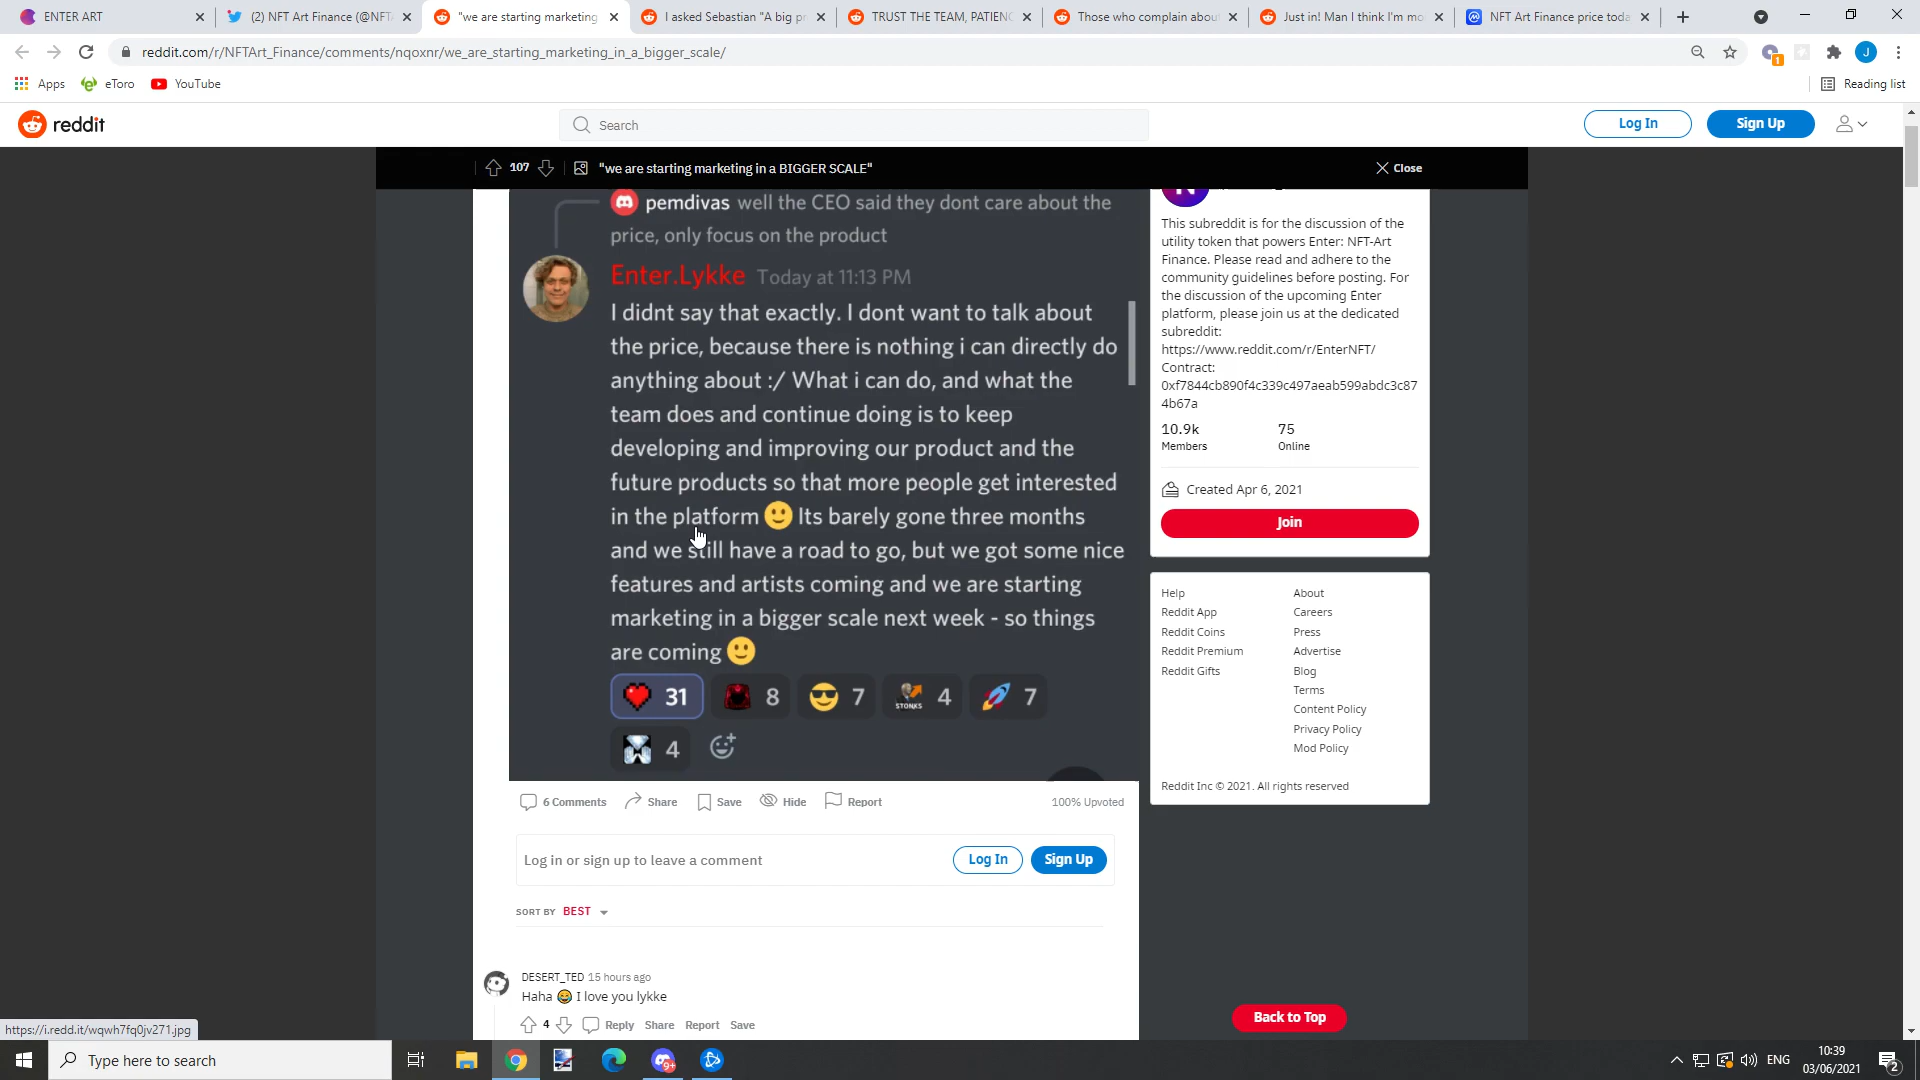 ENTER ART
(2) NFT Art Finance (@NFT
"we are starting marketing
I asked Sebastian "A big pr
TRUST THE TEAM, PATIENC
Those who complain abou
Just in! Man I think I'm mo
NFT Art Finance price toda
reddit.com/r/NFTArt_Finance/comments/nqoxnr/we_are_starting_marketing_in_a_bigger_scale/
1
J
Apps
eToro
YouTube
Reading list
reddit
Search
Log In
Sign Up
107
"we are starting marketing in a BIGGER SCALE"
Close
pemdivas well the CEO said they dont care about the
price, only focus on the product
Enter.Lykke Today at 11:13 PM
I didnt say that exactly. I dont want to talk about
the price, because there is nothing i can directly do
anything about :/ What i can do, and what the
team does and continue doing is to keep
developing and improving our product and the
future products so that more people get interested
in the platform 🙂 Its barely gone three months
and we still have a road to go, but we got some nice
features and artists coming and we are starting
marketing in a bigger scale next week - so things
are coming 🙂
❤️ 31
8
😎 7
STONKS 4
🚀 7
4
This subreddit is for the discussion of the
utility token that powers Enter: NFT-Art
Finance. Please read and adhere to the
community guidelines before posting. For
the discussion of the upcoming Enter
platform, please join us at the dedicated
subreddit:
https://www.reddit.com/r/EnterNFT/
Contract:
0xf7844cb890f4c339c497aeab599abdc3c87
4b67a
10.9k
75
Members
Online
Created Apr 6, 2021
Join
Help
About
Reddit App
Careers
Reddit Coins
Press
Reddit Premium
Advertise
Reddit Gifts
Blog
Terms
Content Policy
Privacy Policy
Mod Policy
Reddit Inc © 2021. All rights reserved
6 Comments
Share
Save
Hide
Report
100% Upvoted
Log in or sign up to leave a comment
Log In
Sign Up
SORT BY BEST
DESERT_TED 15 hours ago
Haha 😂 I love you lykke
4
Reply
Share
Report
Save
Back to Top
https://i.redd.it/wqwh7fq0jv271.jpg
Type here to search
9+
ENG
10:39
03/06/2021
2